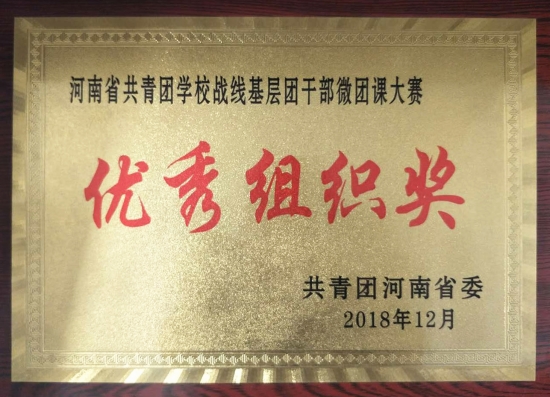 河南省共青团学校战线基层团干部微团课大赛
优秀组织奖
共青团河南省委
2018年12月